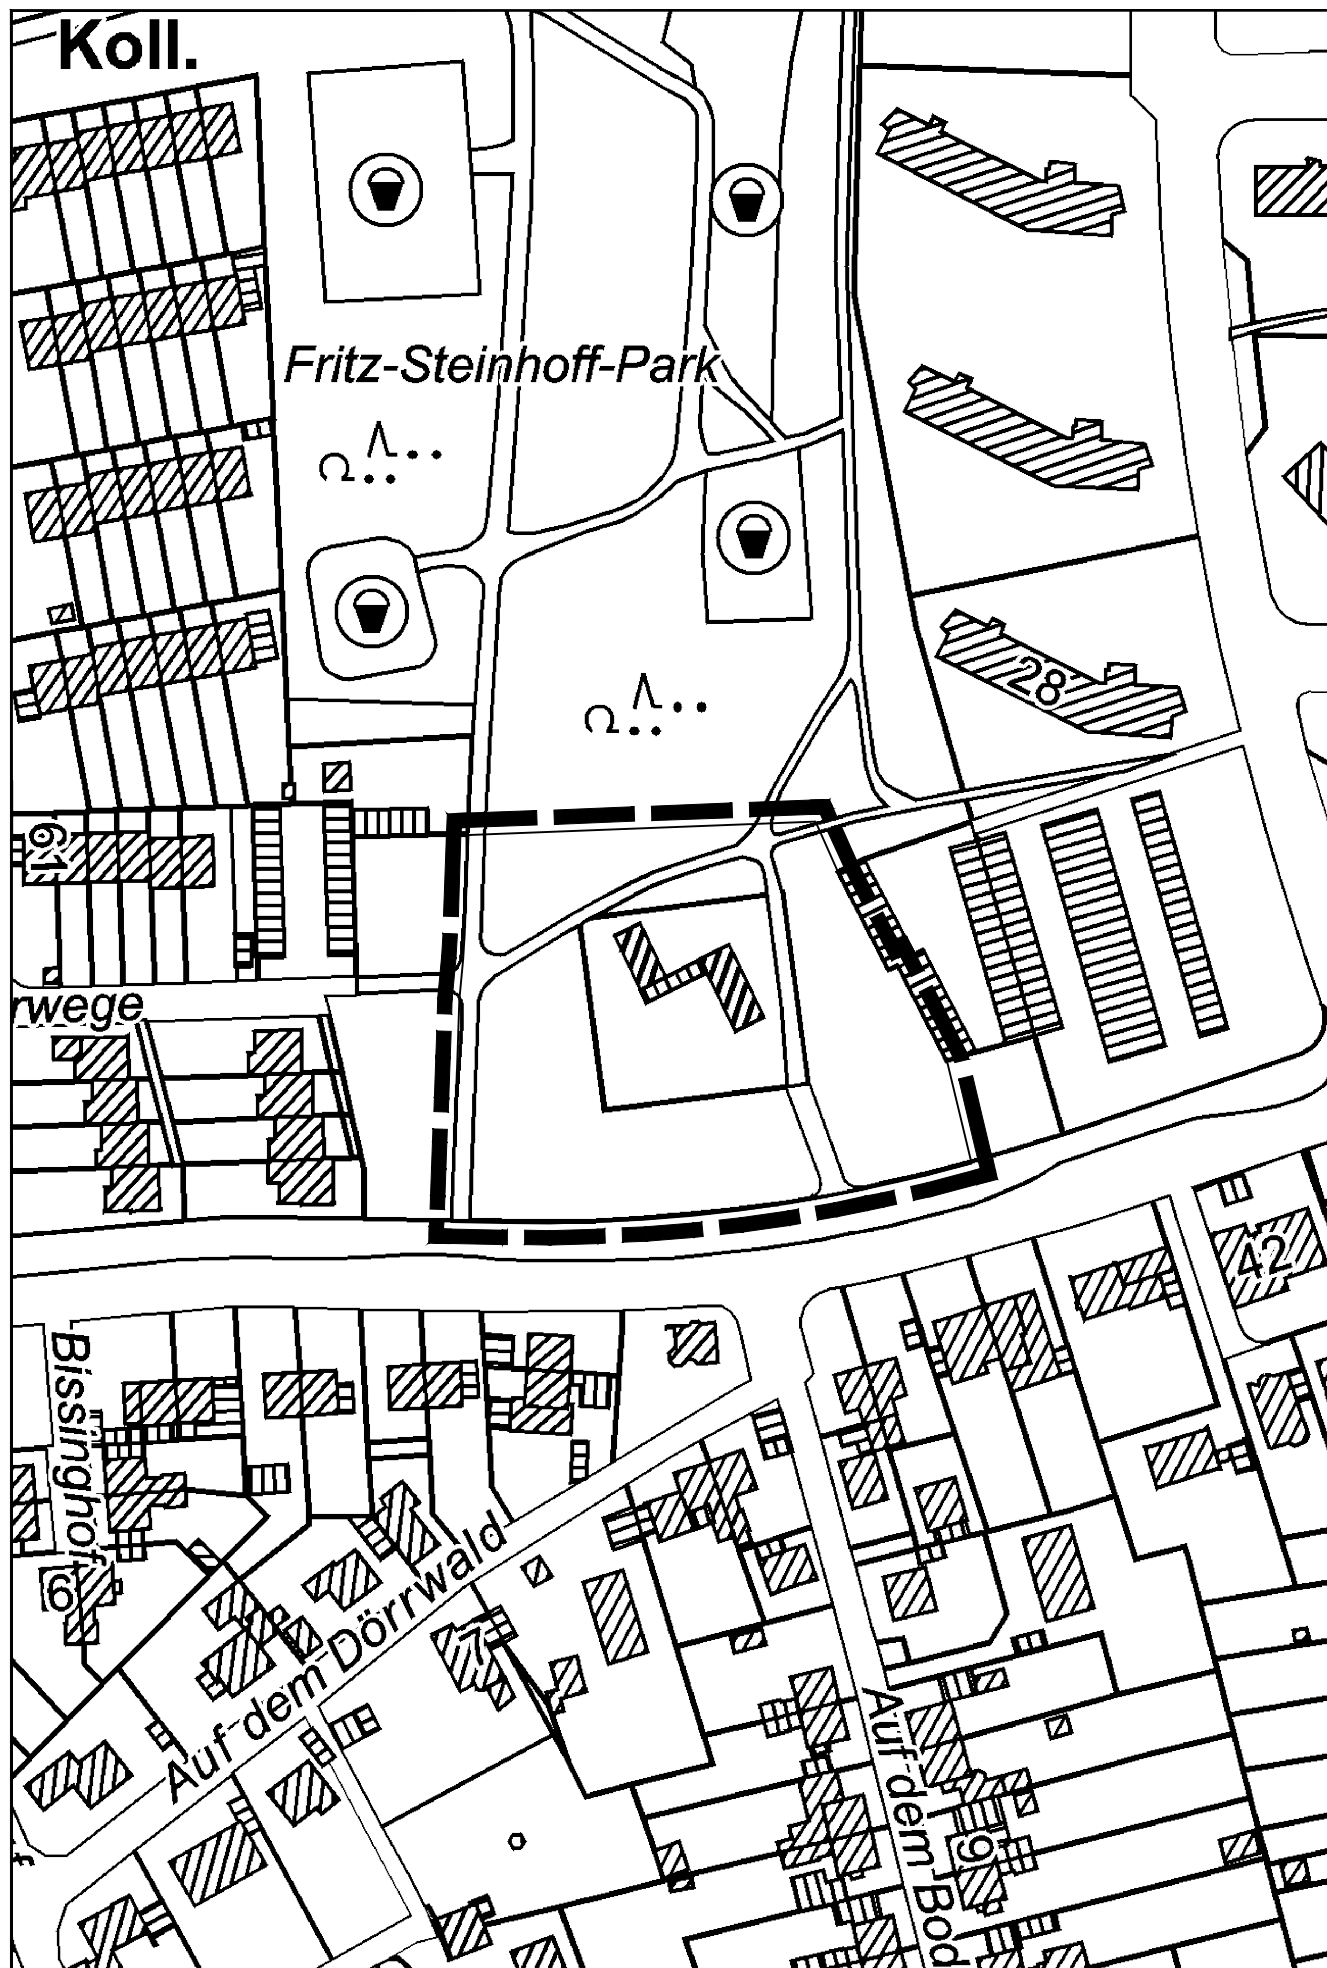 Koll.
Fritz-Steinhoff-Park
28
61
rwege
42
Bissinghof
6
Auf dem Dörrwald
7
Auf dem Bod
9